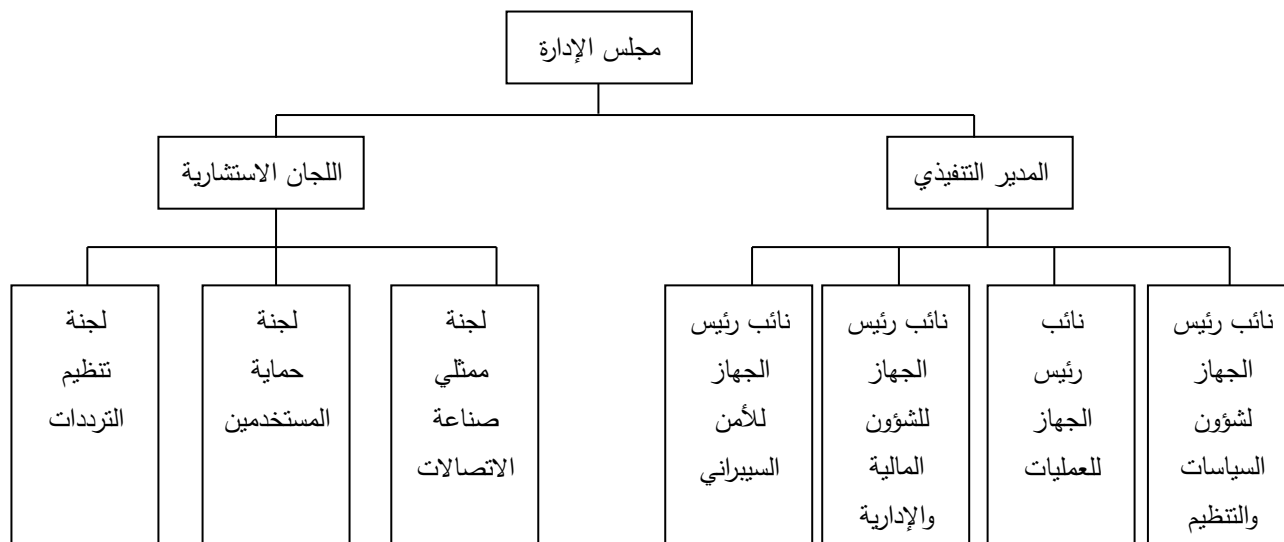 مجلس الإدارة
المدير التنفيذي
اللجان الاستشارية
نائب رئيس
الجهاز
لشؤون
السياسات
والتنظيم
نائب
رئيس
الجهاز
للعمليات
نائب رئيس
الجهاز
للشؤون
المالية
والإدارية
نائب رئيس
الجهاز
للأمن
السيبراني
لجنة
ممثلي
صناعة
الاتصالات
لجنة
حماية
المستخدمين
لجنة
تنظيم
الترددات